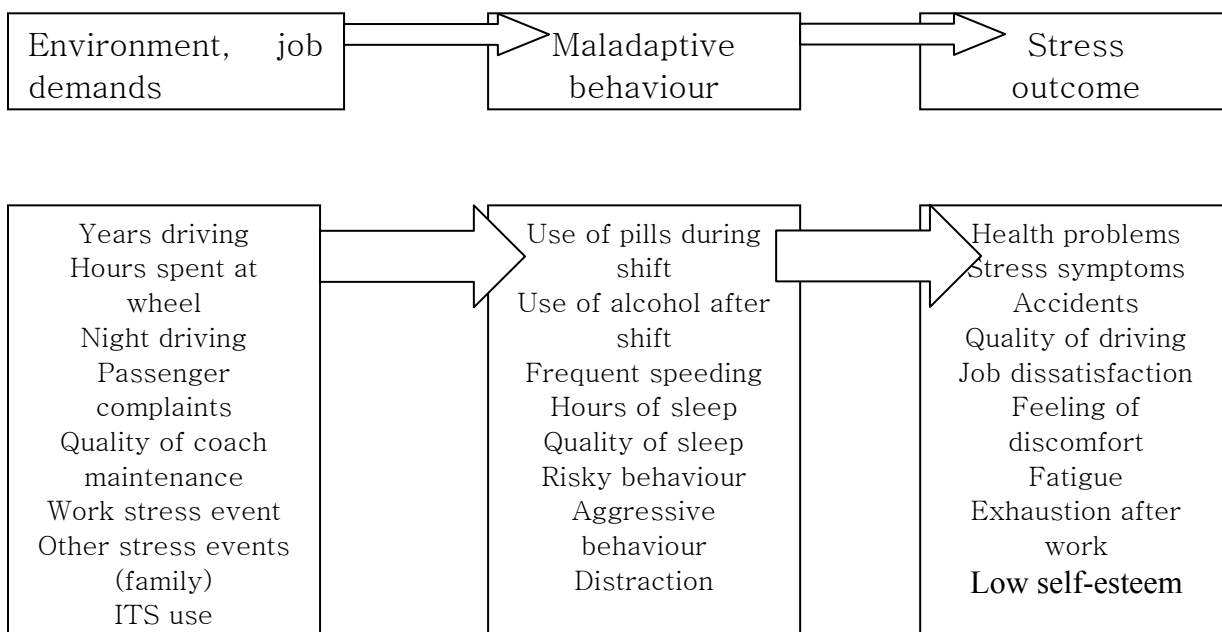 Environment, job
demands
Maladaptive
behaviour
Stress
outcome
Years driving
Hours spent at
wheel
Night driving
Passenger
complaints
Quality of coach
maintenance
Work stress event
Other stress events
(family)
ITS use
Use of pills during
shift
Use of alcohol after
shift
Frequent speeding
Hours of sleep
Quality of sleep
Risky behaviour
Aggressive
behaviour
Distraction
Health problems
Stress symptoms
Accidents
Quality of driving
Job dissatisfaction
Feeling of
discomfort
Fatigue
Exhaustion after
work
Low self-esteem